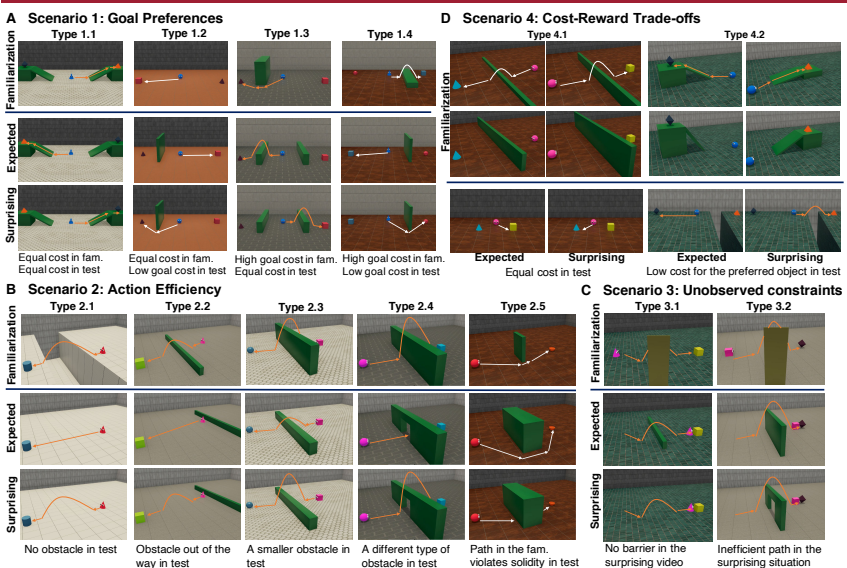 A Scenario 1: Goal Preferences
Type 1.1 Type 1.2 Type 1.3 Type 1.4
Familiarization
Expected
Surprising
Equal cost in fam.
Equal cost in test
Equal cost in fam.
Low goal cost in test
High goal cost in fam.
Equal cost in test
High goal cost in fam.
Low goal cost in test
D Scenario 4: Cost-Reward Trade-offs
Type 4.1 Type 4.2
Familiarization
Expected Surprising Expected Surprising
Equal cost in test
Low cost for the preferred object in test
B Scenario 2: Action Efficiency
Type 2.1 Type 2.2 Type 2.3 Type 2.4 Type 2.5
Familiarization
Expected
Surprising
No obstacle in test
Obstacle out of the
way in test
A smaller obstacle in
test
A different type of
obstacle in test
Path in the fam.
violates solidity in test
C Scenario 3: Unobserved constraints
Type 3.1 Type 3.2
Familiarization
Expected
Surprising
No barrier in the
surprising video
Inefficient path in the
surprising situation